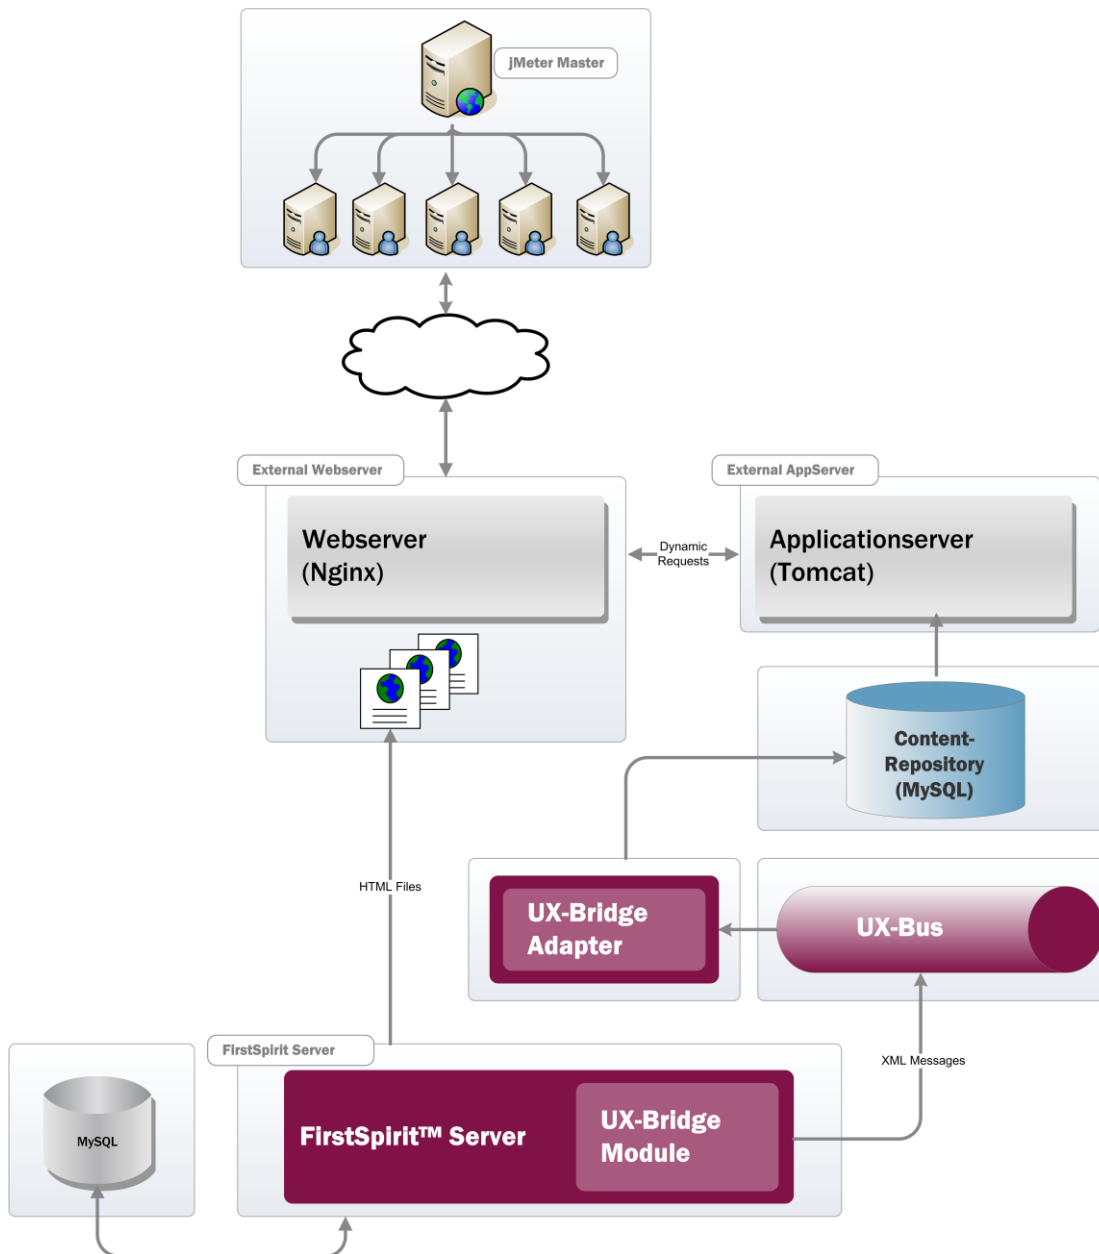 jMeter Master
External Webserver
External AppServer
Webserver
(Nginx)
Dynamic
Requests
Applicationserver
(Tomcat)
Content-
Repository
(MySQL)
HTML Files
UX-Bridge
Adapter
UX-Bus
FirstSpirit Server
XML Messages
MySQL
FirstSpirit™ Server
UX-Bridge
Module